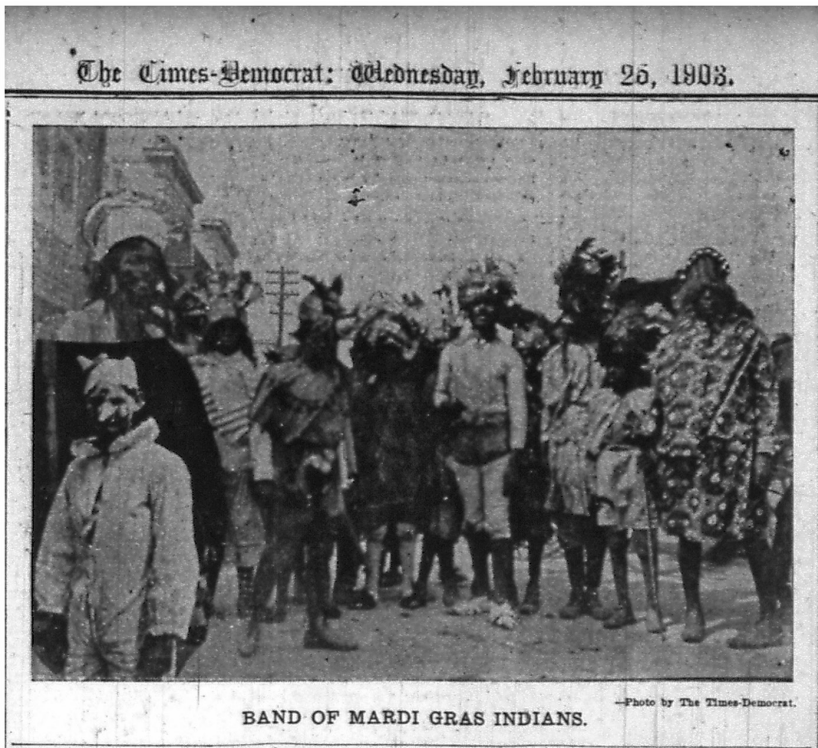 The Times-Democrat: Wednesday, February 25, 1903.
—Photo by The Times-Democrat.
BAND OF MARDI GRAS INDIANS.